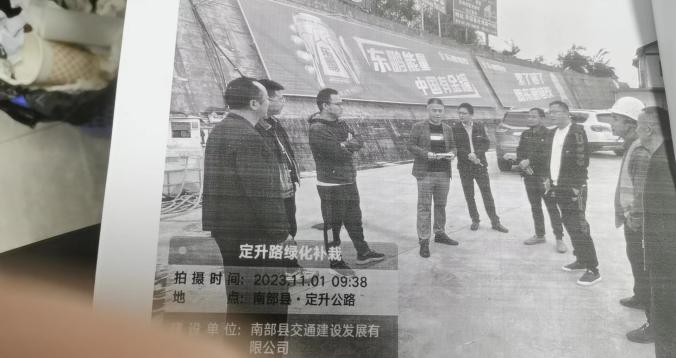 东鹏能量
中国有金牌
定升路绿化补栽
拍摄时间: 2023.11.01 09:38
地 点: 南部县·定升公路
建设单位: 南部县交通建设发展有
限公司